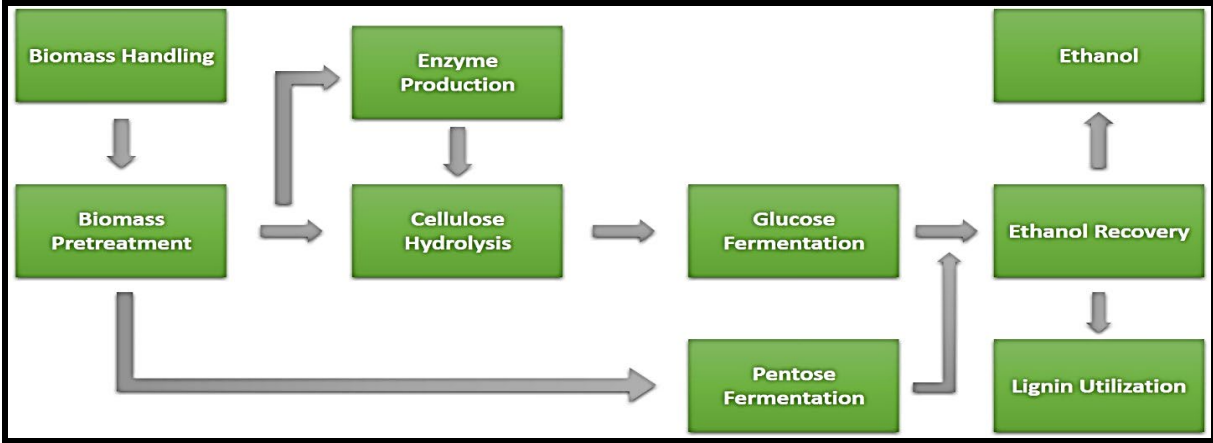 Biomass Handling
Enzyme
Production
Ethanol
Biomass
Pretreatment
Cellulose
Hydrolysis
Glucose
Fermentation
Ethanol Recovery
Pentose
Fermentation
Lignin Utilization